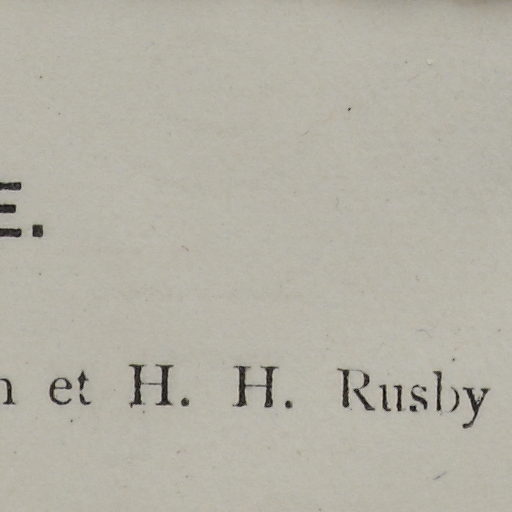 E.
n et H. H. Rusby